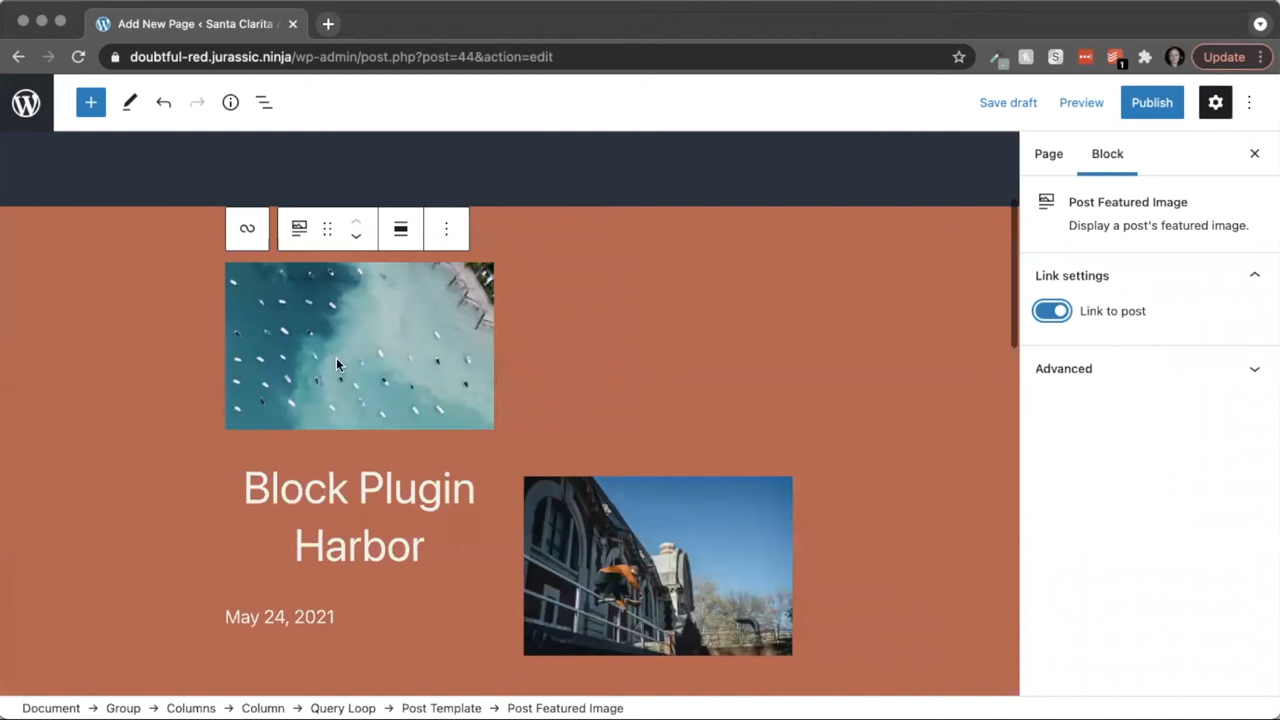 Add New Page ‹ Santa Clarita
doubtful-red.jurassic.ninja/wp-admin/post.php?post=44&action=edit
1
Update
Save draft
Preview
Publish
Page
Block
Post Featured Image
Display a post's featured image.
Link settings
Link to post
Advanced
Block Plugin
Harbor
May 24, 2021
Document → Group → Columns → Column → Query Loop → Post Template → Post Featured Image